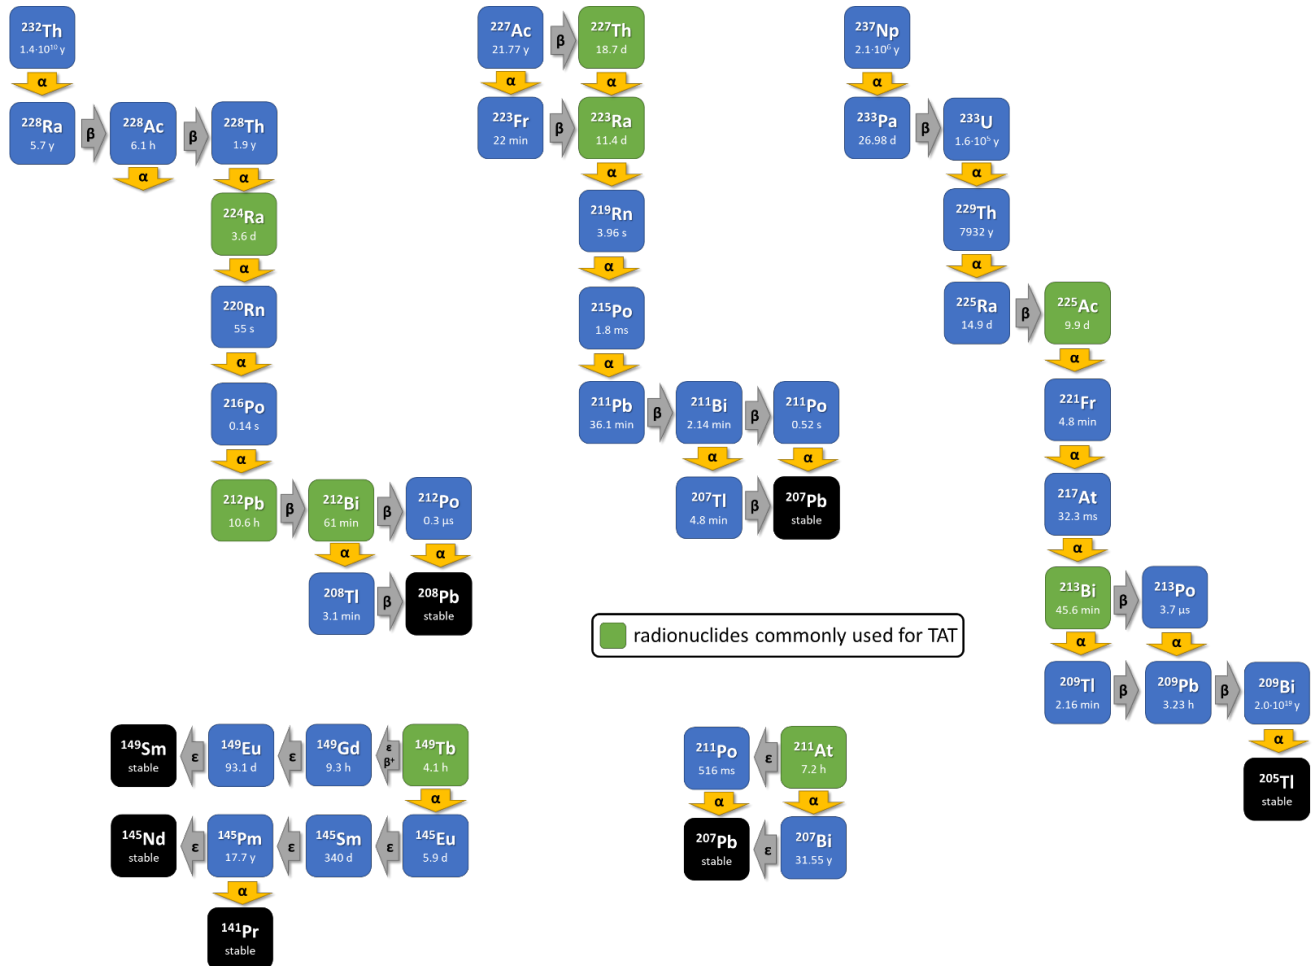 ²³²Th
1.4·10¹⁰ y
α
²²⁸Ra
5.7 y
β
²²⁸Ac
6.1 h
β
²²⁸Th
1.9 y
α
α
²²⁴Ra
3.6 d
α
²²⁰Rn
55 s
α
²¹⁶Po
0.14 s
α
²¹²Pb
10.6 h
β
²¹²Bi
61 min
β
²¹²Po
0.3 µs
α
α
²⁰⁸Tl
3.1 min
β
²⁰⁸Pb
stable
²²⁷Ac
21.77 y
β
²²⁷Th
18.7 d
α
α
²²³Fr
22 min
β
²²³Ra
11.4 d
α
²¹⁹Rn
3.96 s
α
²¹⁵Po
1.8 ms
α
²¹¹Pb
36.1 min
β
²¹¹Bi
2.14 min
β
²¹¹Po
0.52 s
α
α
²⁰⁷Tl
4.8 min
β
²⁰⁷Pb
stable
²³⁷Np
2.1·10⁶ y
α
²³³Pa
26.98 d
β
²³³U
1.6·10⁵ y
α
²²⁹Th
7932 y
α
²²⁵Ra
14.9 d
β
²²⁵Ac
9.9 d
α
²²¹Fr
4.8 min
α
²¹⁷At
32.3 ms
α
²¹³Bi
45.6 min
β
²¹³Po
3.7 µs
α
α
²⁰⁹Tl
2.16 min
β
²⁰⁹Pb
3.23 h
β
²⁰⁹Bi
2.0·10¹⁹ y
α
²⁰⁵Tl
stable
radionuclides commonly used for TAT
¹⁴⁹Sm
stable
ε
¹⁴⁹Eu
93.1 d
ε
¹⁴⁹Gd
9.3 h
ε
β⁺
¹⁴⁹Tb
4.1 h
α
¹⁴⁵Nd
stable
ε
¹⁴⁵Pm
17.7 y
ε
¹⁴⁵Sm
340 d
ε
¹⁴⁵Eu
5.9 d
α
¹⁴¹Pr
stable
²¹¹Po
516 ms
ε
²¹¹At
7.2 h
α
α
²⁰⁷Pb
stable
ε
²⁰⁷Bi
31.55 y